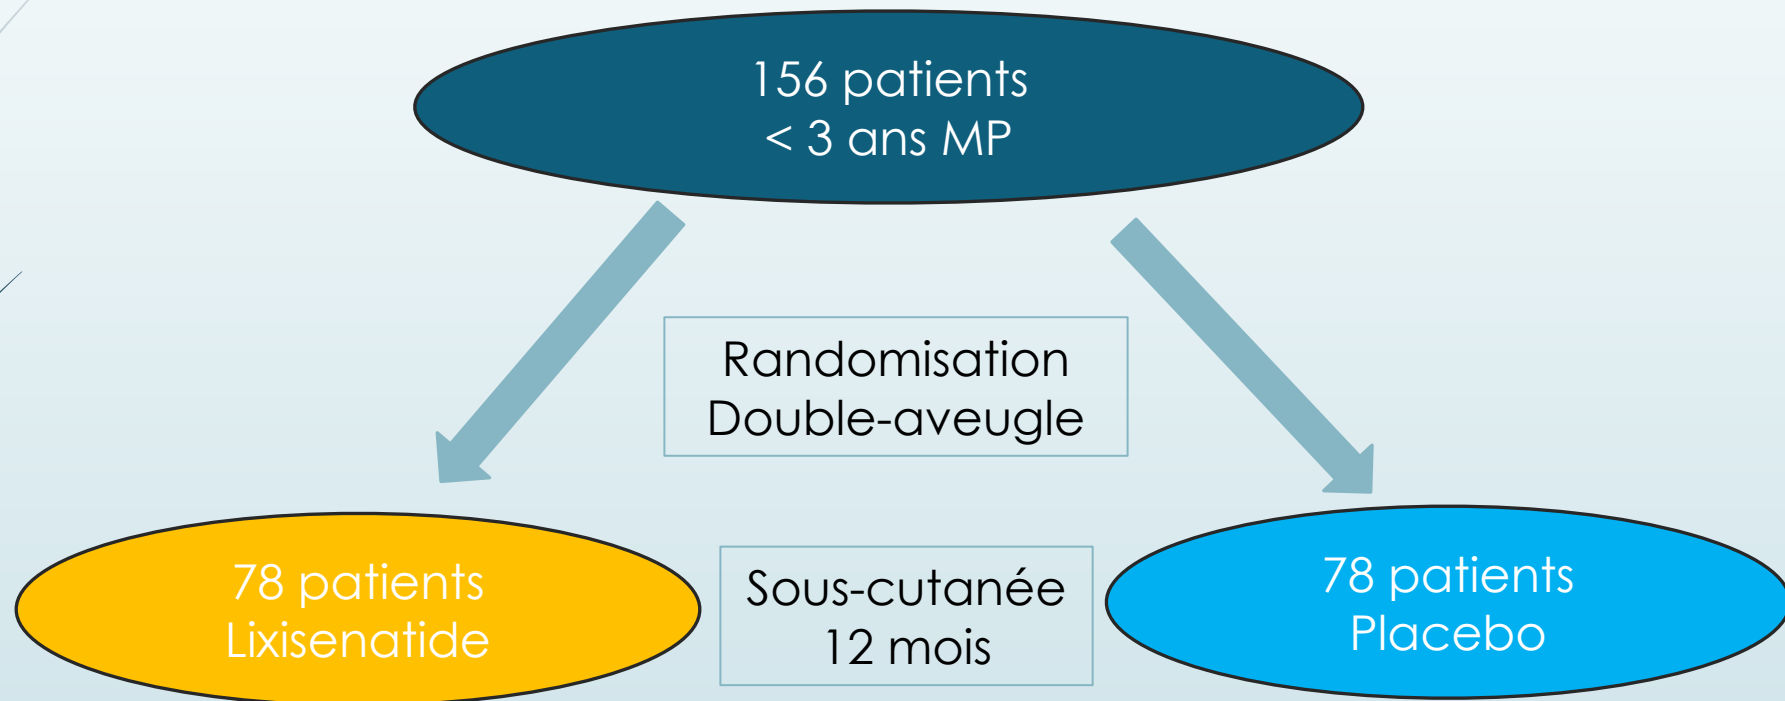 156 patients
< 3 ans MP
Randomisation
Double-aveugle
78 patients
Lixisenatide
Sous-cutanée
12 mois
78 patients
Placebo